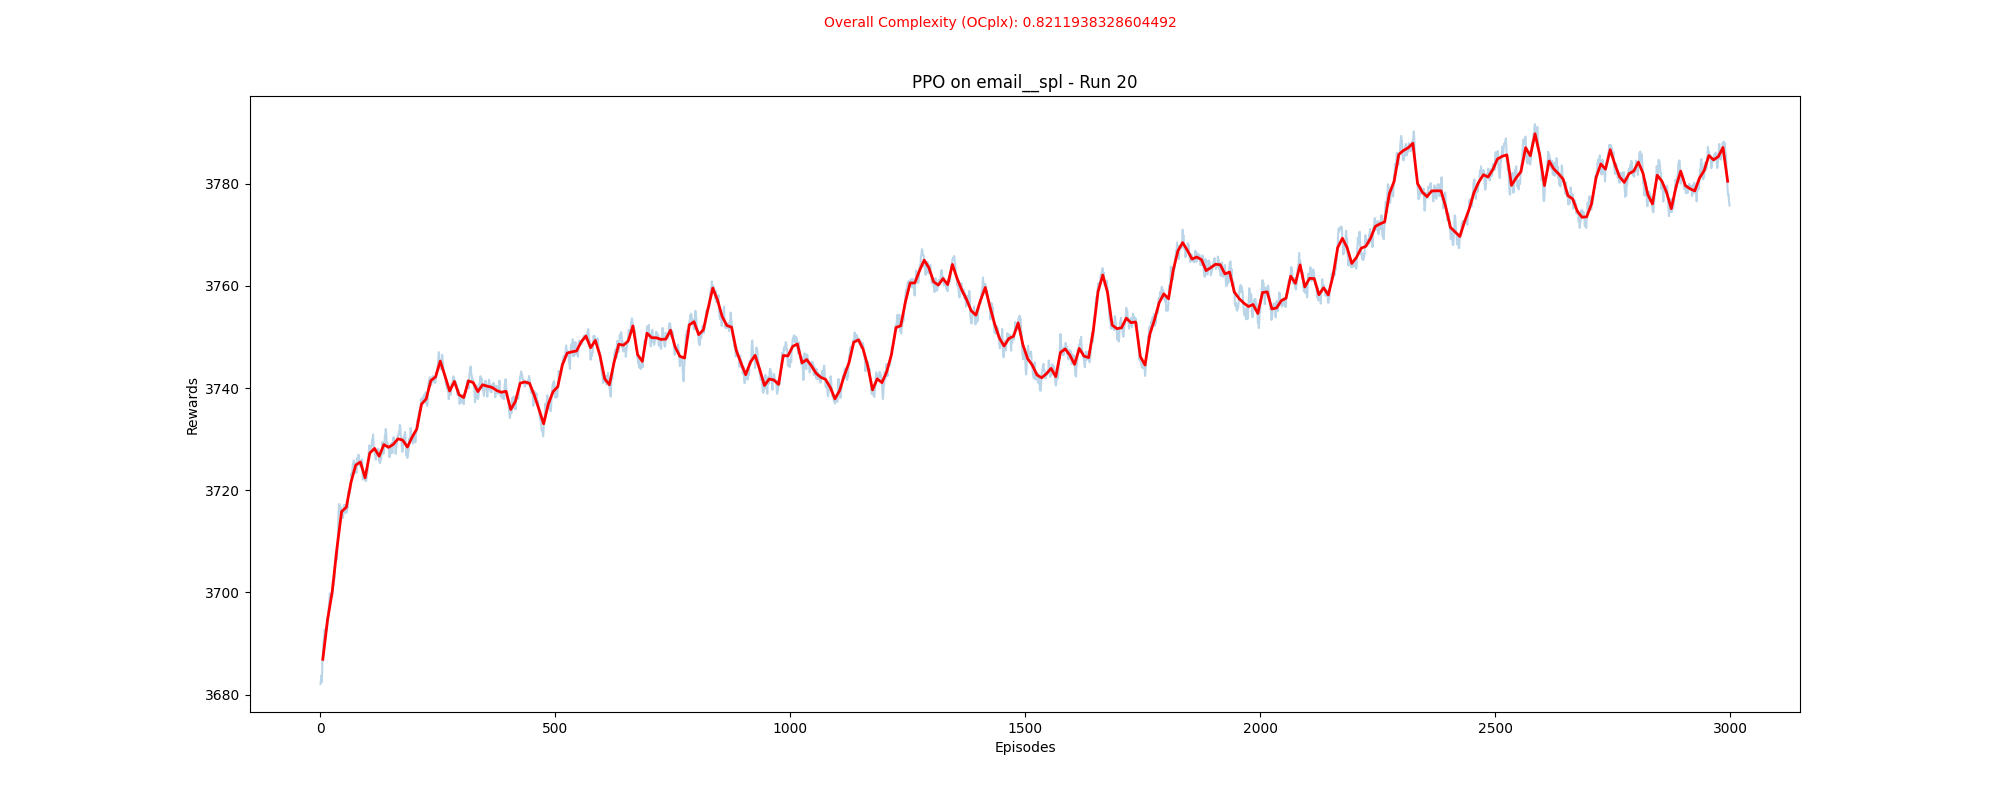 Overall Complexity (OCplx): 0.8211938328604492
PPO on email__spl - Run 20
3780
3760
3740
3720
3700
3680
Rewards
0 500 1000 1500 2000 2500 3000
Episodes